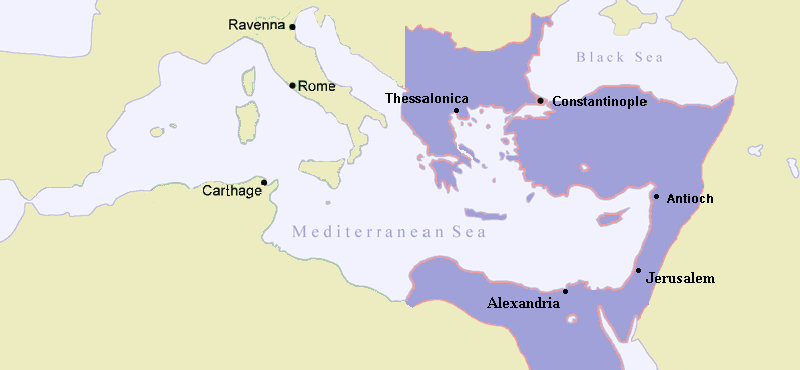 Ravenna
Black Sea
Rome
Thessalonica
Constantinople
Carthage
Antioch
Mediterranean Sea
Jerusalem
Alexandria